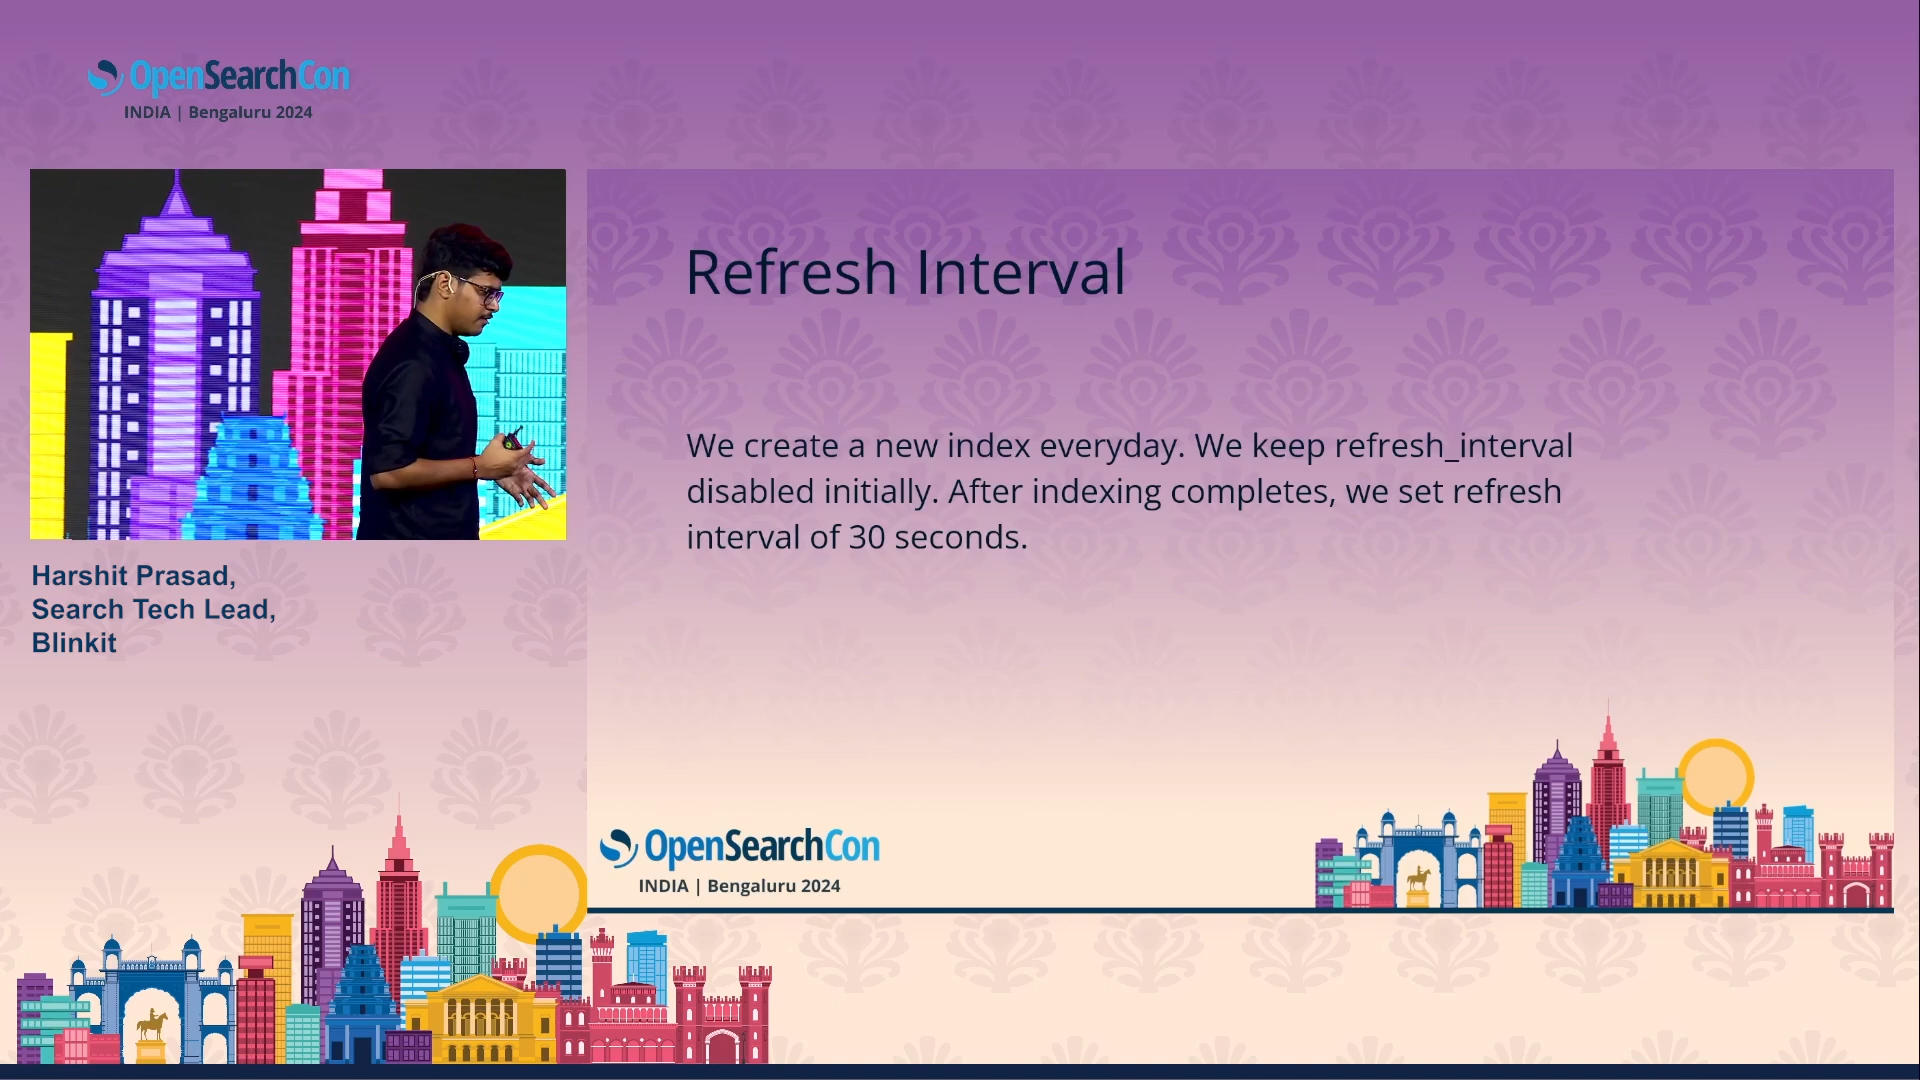 OpenSearchCon
INDIA | Bengaluru 2024
Harshit Prasad,
Search Tech Lead,
Blinkit
Refresh Interval
We create a new index everyday. We keep refresh_interval
disabled initially. After indexing completes, we set refresh
interval of 30 seconds.
OpenSearchCon
INDIA | Bengaluru 2024